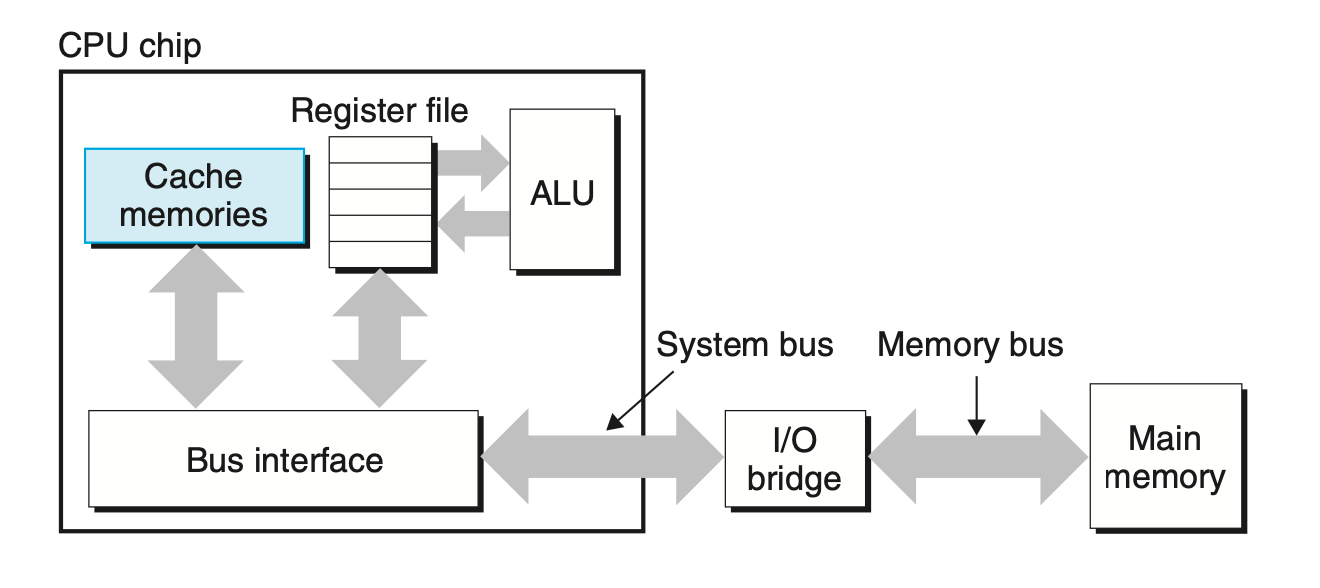 CPU chip
Register file
Cache
memories
ALU
System bus
Memory bus
Bus interface
I/O
bridge
Main
memory